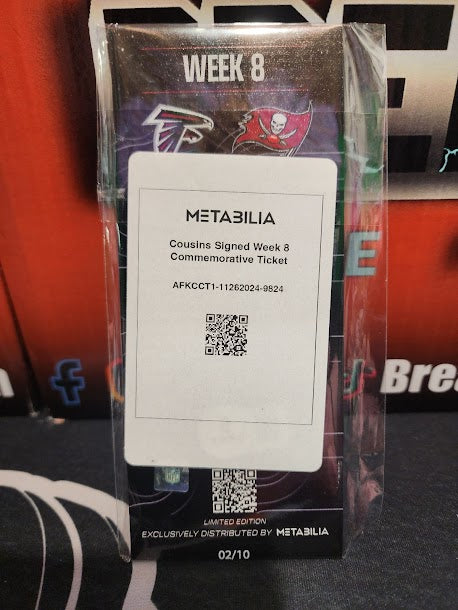 WEEK 8
METABILIA
Cousins Signed Week 8
Commemorative Ticket
AFKCCT1-11262024-9824
E
Brea
LIMITED EDITION
EXCLUSIVELY DISTRIBUTED BY METABILIA
02/10